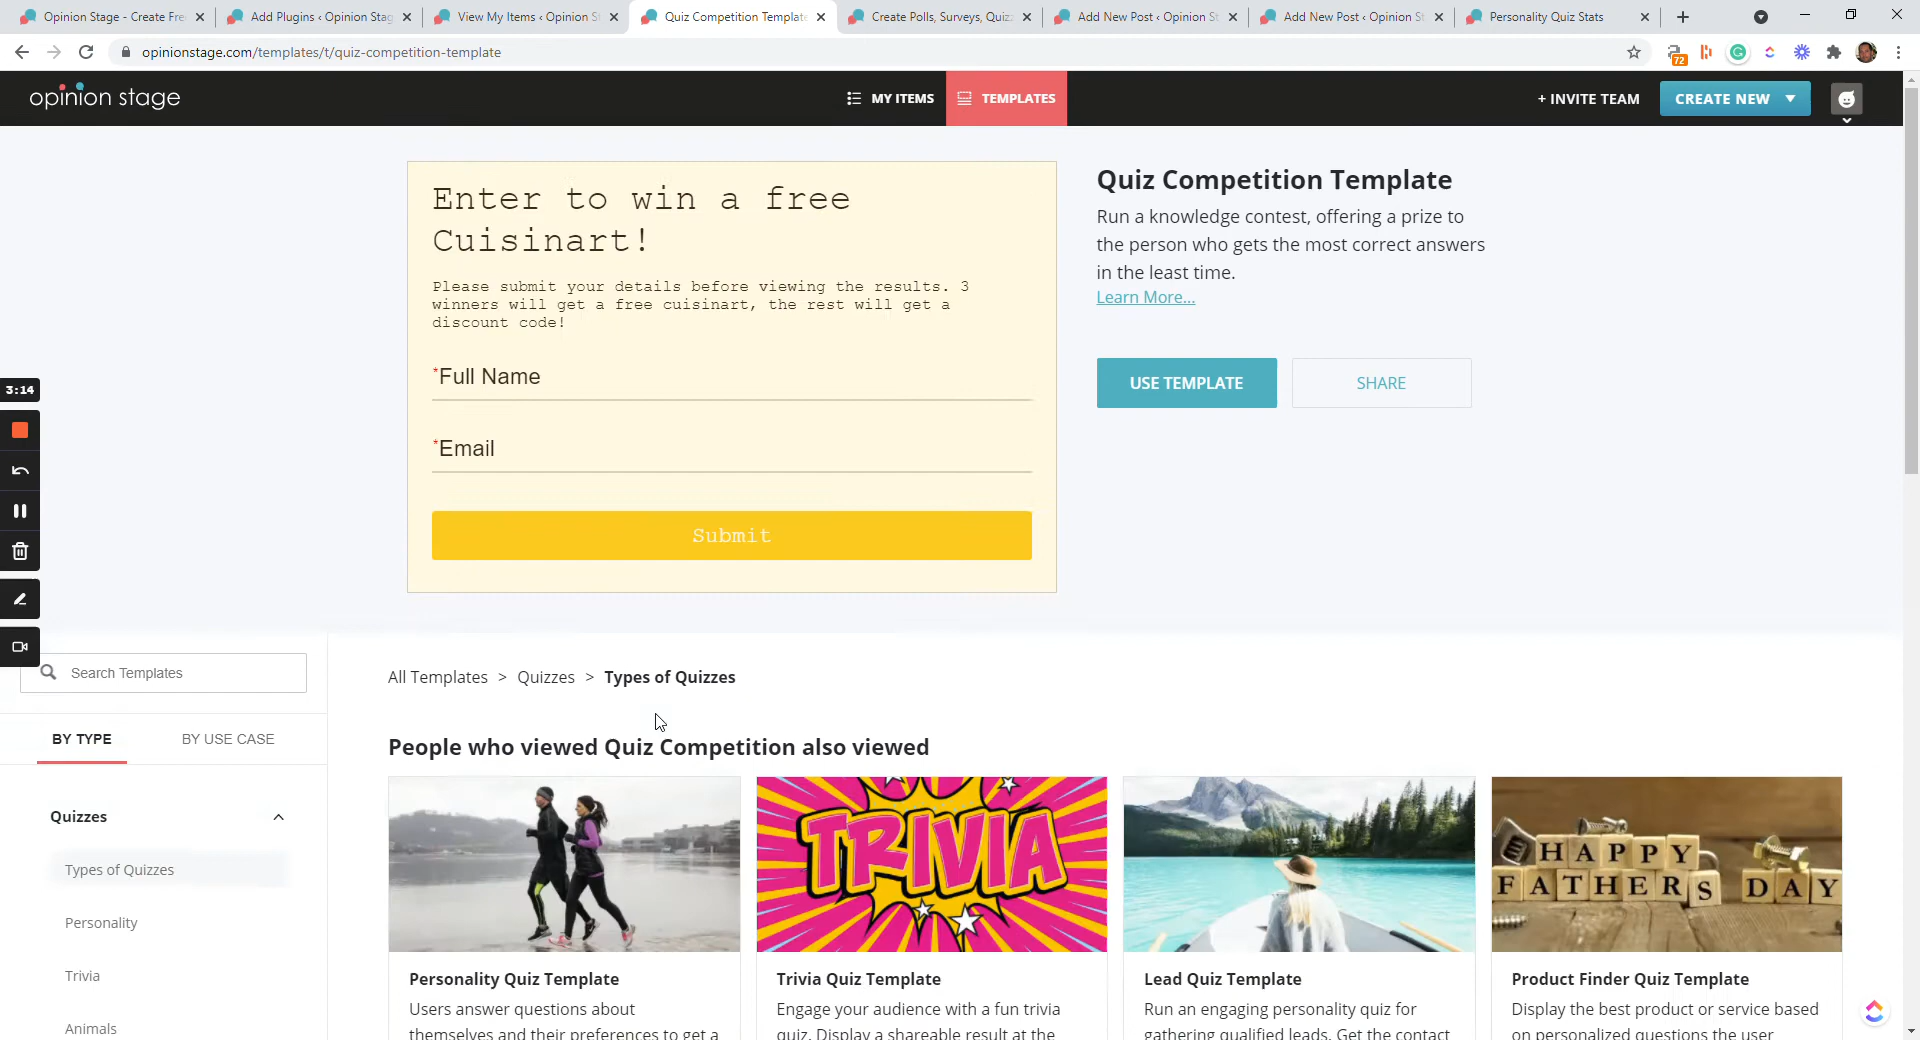 Opinion Stage - Create Fre
Add Plugins ‹ Opinion Stag
View My Items ‹ Opinion St
Quiz Competition Template
Create Polls, Surveys, Quiz
Add New Post ‹ Opinion St
Add New Post ‹ Opinion St
Personality Quiz Stats
opinionstage.com/templates/t/quiz-competition-template
72
opinion stage
MY ITEMS
TEMPLATES
+ INVITE TEAM
CREATE NEW
Enter to win a free
Cuisinart!
Please submit your details before viewing the results. 3
winners will get a free cuisinart, the rest will get a
discount code!
*Full Name
*Email
Submit
Quiz Competition Template
Run a knowledge contest, offering a prize to
the person who gets the most correct answers
in the least time.
Learn More...
USE TEMPLATE
SHARE
3:14
Search Templates
BY TYPE
BY USE CASE
Quizzes
Types of Quizzes
Personality
Trivia
Animals
All Templates > Quizzes > Types of Quizzes
People who viewed Quiz Competition also viewed
TRIVIA
HAPPY
FATHERS DAY
Personality Quiz Template
Users answer questions about
themselves and their preferences to get a
Trivia Quiz Template
Engage your audience with a fun trivia
quiz. Display a shareable result at the
Lead Quiz Template
Run an engaging personality quiz for
gathering qualified leads. Get the contact
Product Finder Quiz Template
Display the best product or service based
on personalized questions the user